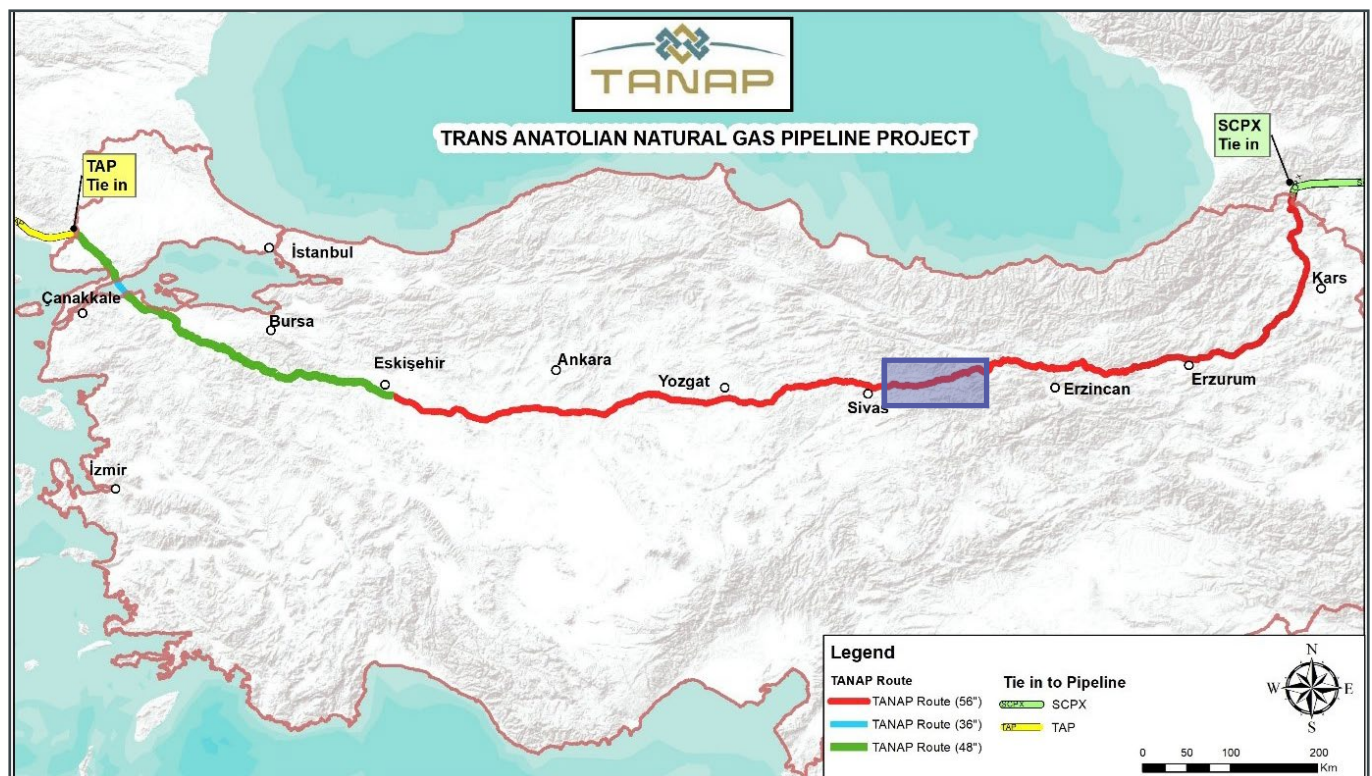 TANAP
TRANS ANATOLIAN NATURAL GAS PIPELINE PROJECT
SCPX
Tie in
TAP
Tie in
İstanbul
Çanakkale
Kars
Bursa
Eskişehir
Ankara
Yozgat
Sivas
Erzincan
Erzurum
İzmir
Legend
TANAP Route
TANAP Route (56")
TANAP Route (36")
TANAP Route (48")
Tie in to Pipeline
SCPX SCPX
TAP TAP
N
W E
S
0 50 100 200
Km